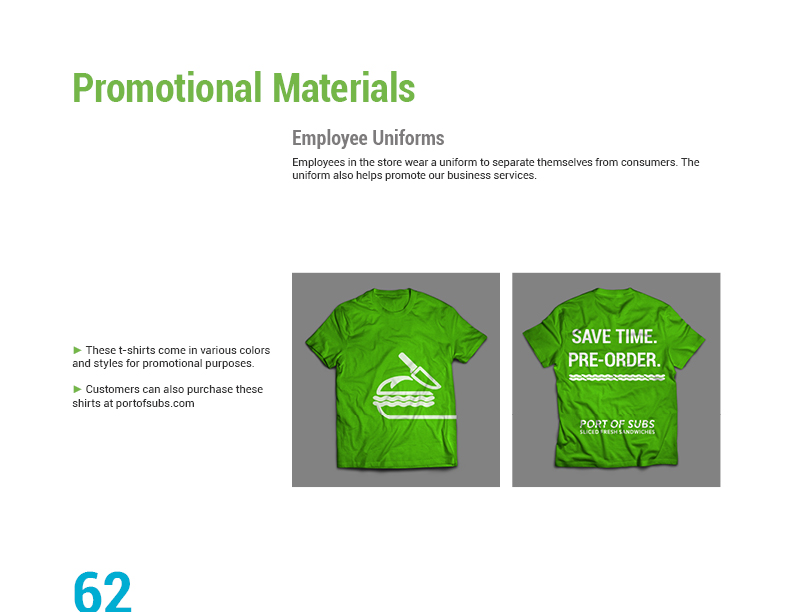 Promotional Materials
Employee Uniforms
Employees in the store wear a uniform to separate themselves from consumers. The
uniform also helps promote our business services.
► These t-shirts come in various colors
and styles for promotional purposes.
► Customers can also purchase these
shirts at portofsubs.com
SAVE TIME.
PRE-ORDER.
PORT OF SUBS
SLICED FRESH SANDWICHES
62